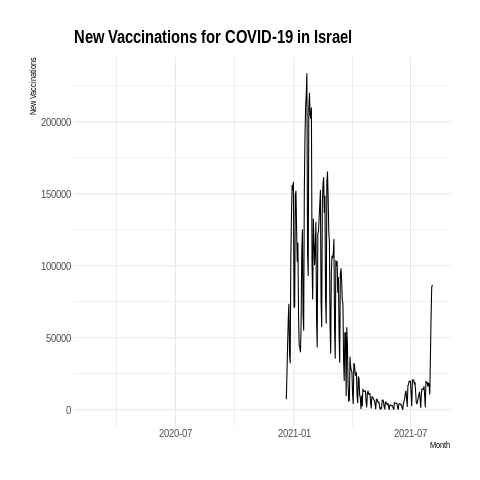 New Vaccinations for COVID-19 in Israel
New Vaccinations
200000
150000
100000
50000
0
2020-07 2021-01 2021-07
Month